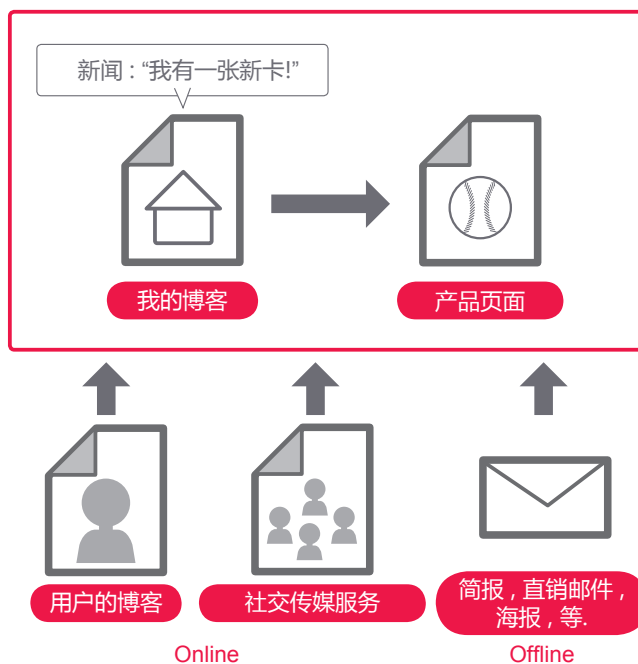 新闻 : “我有一张新卡!”
我的博客
产品页面
用户的博客
社交传媒服务
简报 , 直销邮件 ,
海报 , 等.
Online
Offline